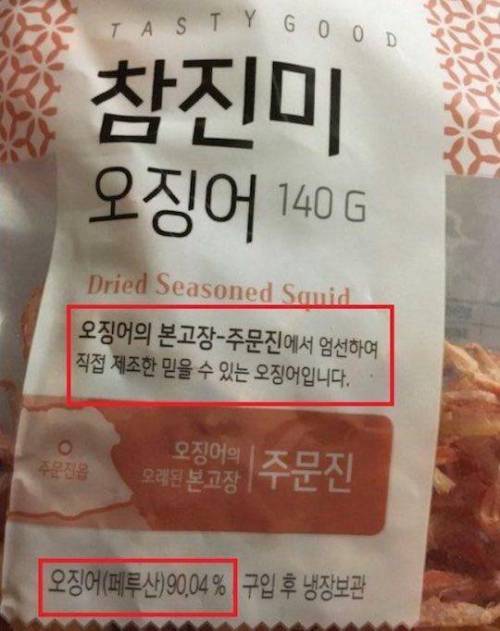 TASTY GOOD
참진미
오징어 140 G
Dried Seasoned Squid
오징어의 본고장-주문진에서 엄선하여
직접 제조한 믿을 수 있는 오징어입니다.
주문진읍
오징어의
오래된 본고장
주문진
오징어(페루산)90.04% 구입 후 냉장보관